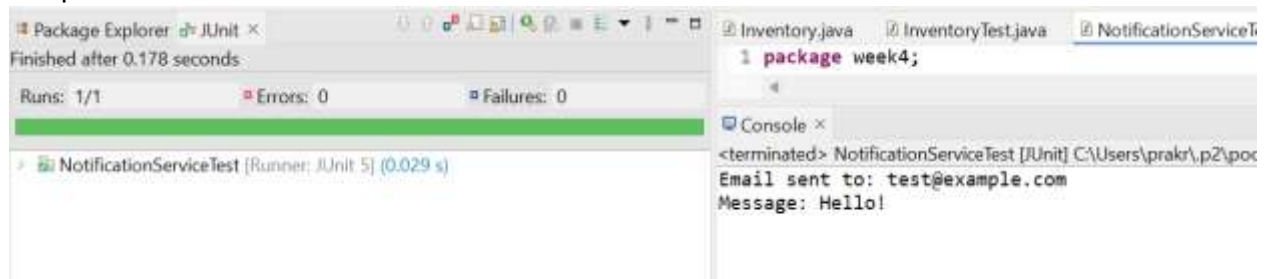 Package Explorer JUnit ×
Finished after 0.178 seconds
Runs: 1/1 Errors: 0 Failures: 0
NotificationServiceTest [Runner: JUnit 5] (0.029 s)
Inventory.java InventoryTest.java NotificationServiceTe
1 package week4;
Console ×
<terminated> NotificationServiceTest [JUnit] C:\Users\prakr\.p2\poo
Email sent to: test@example.com
Message: Hello!